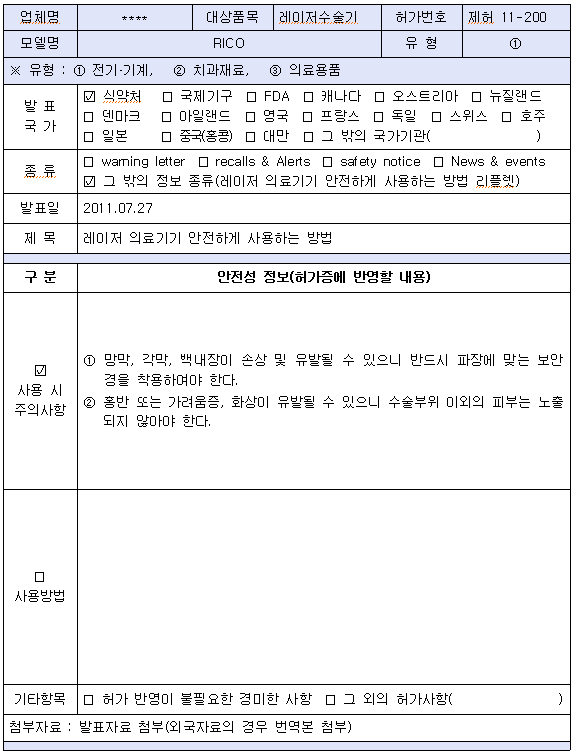 업체명 **** 대상품목 레이저수술기 허가번호 제허 11-200
모델명 RICO 유 형 ①
※ 유형 : ① 전기·기계, ② 치과재료, ③ 의료용품
발 표 국 가
☑ 식약처 □ 국제기구 □ FDA □ 캐나다 □ 오스트리아 □ 뉴질랜드
□ 덴마크 □ 아일랜드 □ 영국 □ 프랑스 □ 독일 □ 스위스 □ 호주
□ 일본 □ 중국(홍콩) □ 대만 □ 그 밖의 국가기관( )
종 류
□ warning letter □ recalls & Alerts □ safety notice □ News & events
☑ 그 밖의 정보 종류(레이저 의료기기 안전하게 사용하는 방법 리플렛)
발표일 2011.07.27
제 목 레이저 의료기기 안전하게 사용하는 방법
구 분 안전성 정보(허가증에 반영할 내용)
☑
사용 시
주의사항
① 망막, 각막, 백내장이 손상 및 유발될 수 있으니 반드시 파장에 맞는 보안
경을 착용하여야 한다.
② 홍반 또는 가려움증, 화상이 유발될 수 있으니 수술부위 이외의 피부는 노출
되지 않아야 한다.
□
사용방법
기타항목 □ 허가 반영이 불필요한 경미한 사항 □ 그 외의 허가사항( )
첨부자료 : 발표자료 첨부(외국자료의 경우 번역본 첨부)